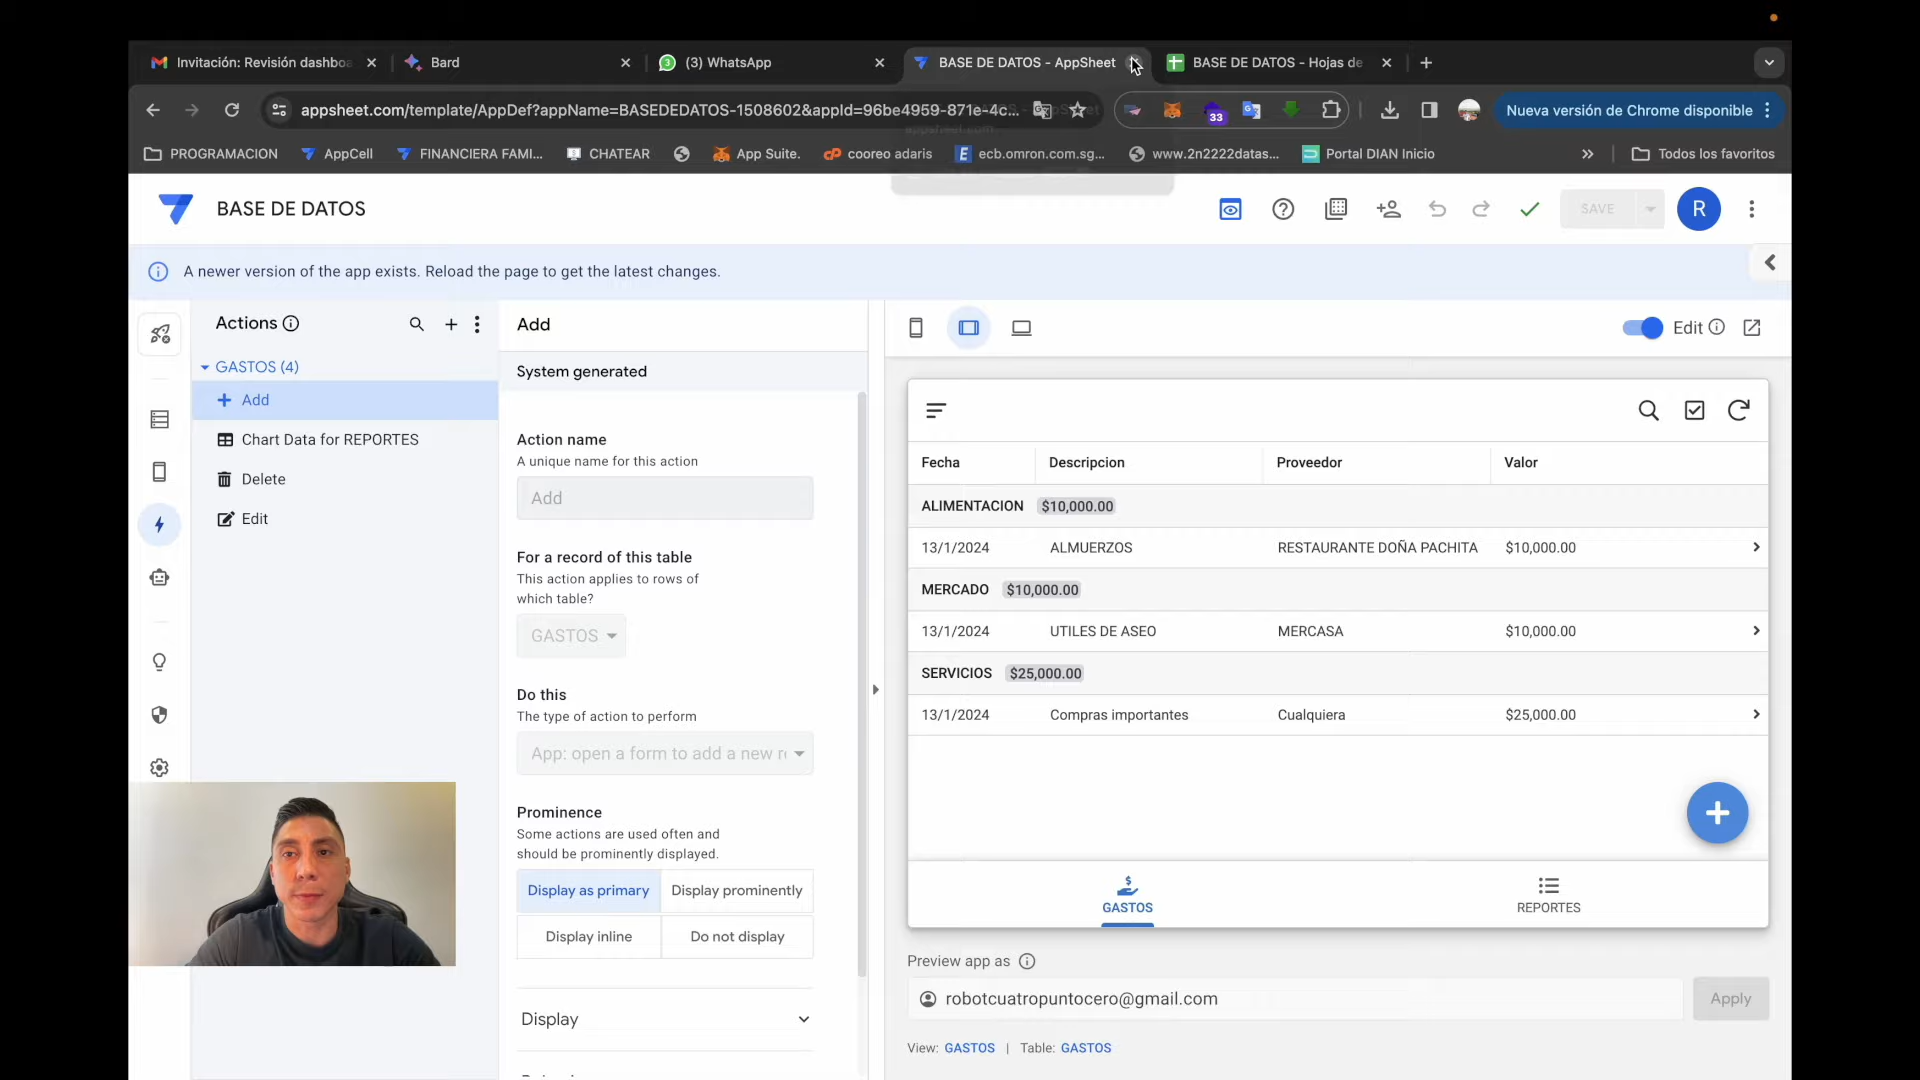 Invitación: Revisión dashbo
Bard
(3) WhatsApp
BASE DE DATOS - AppSheet
BASE DE DATOS - Hojas de
appsheet.com/template/AppDef?appName=BASEDEDATOS-1508602&appId=96be4959-871e-4c...
33
Nueva versión de Chrome disponible
PROGRAMACION
AppCell
FINANCIERA FAMI...
CHATEAR
App Suite.
cooreo adaris
ecb.omron.com.sg...
www.2n2222datas...
Portal DIAN Inicio
Todos los favoritos
BASE DE DATOS
SAVE
R
A newer version of the app exists. Reload the page to get the latest changes.
Actions
GASTOS (4)
Add
Chart Data for REPORTES
Delete
Edit
Add
System generated
Action name
A unique name for this action
Add
For a record of this table
This action applies to rows of
which table?
GASTOS
Do this
The type of action to perform
App: open a form to add a new r
Prominence
Some actions are used often and
should be prominently displayed.
Display as primary
Display prominently
Display inline
Do not display
Display
Edit
Fecha Descripcion Proveedor Valor
ALIMENTACION $10,000.00
13/1/2024 ALMUERZOS RESTAURANTE DOÑA PACHITA $10,000.00
MERCADO $10,000.00
13/1/2024 UTILES DE ASEO MERCASA $10,000.00
SERVICIOS $25,000.00
13/1/2024 Compras importantes Cualquiera $25,000.00
GASTOS
REPORTES
Preview app as
robotcuatropuntocero@gmail.com
Apply
View: GASTOS | Table: GASTOS